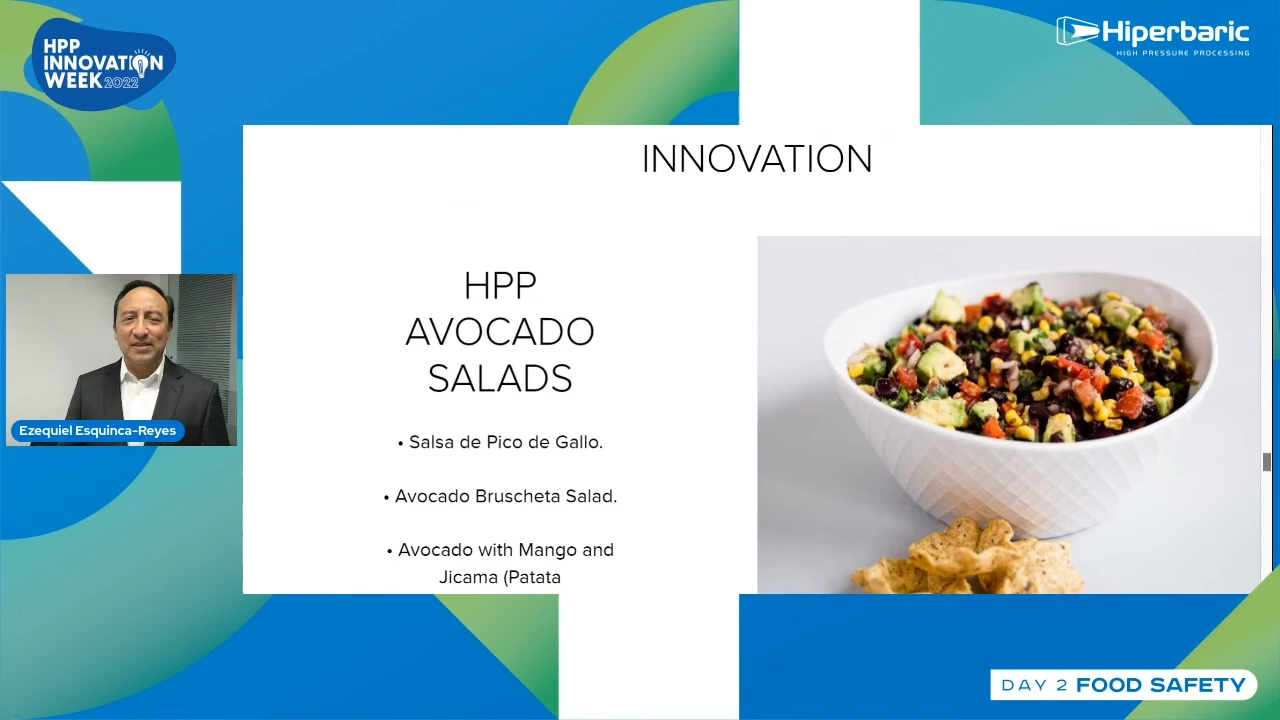 HPP
INNOVATION
WEEK 2022
Hiperbaric
HIGH PRESSURE PROCESSING
INNOVATION
HPP
AVOCADO
SALADS
• Salsa de Pico de Gallo.
• Avocado Bruscheta Salad.
• Avocado with Mango and
Jicama (Patata
Ezequiel Esquinca-Reyes
DAY 2 FOOD SAFETY